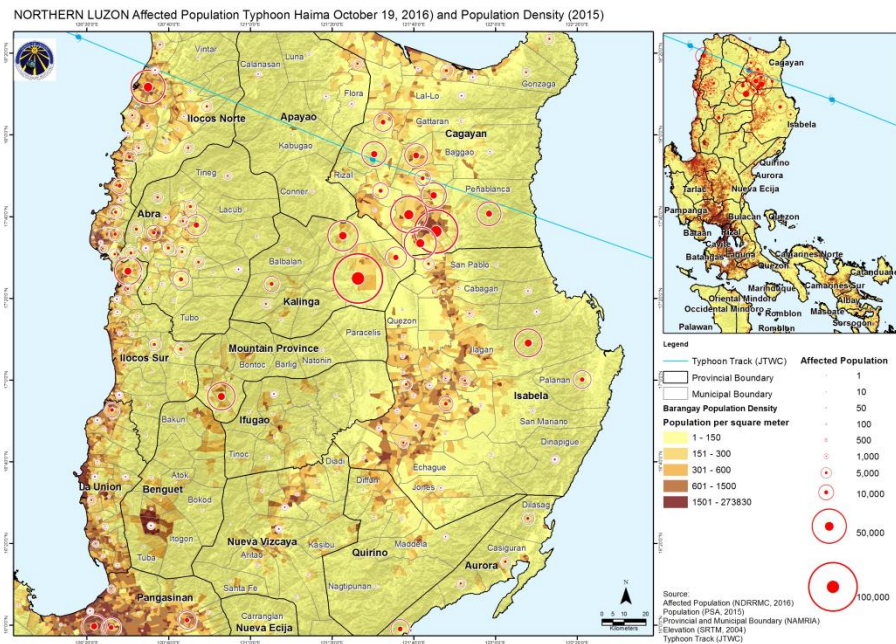 NORTHERN LUZON Affected Population Typhoon Haima October 19, 2016) and Population Density (2015)
Vintar
Calanasan
Luna
Gonzaga
Flora
Lal-Lo
Ilocos Norte
Apayao
Gattaran
Cagayan
Kabugao
Baggao
Tineg
Conner
Rizal
Peñablanca
Abra
Lacub
Balbalan
San Pablo
Kalinga
Cabagan
Tubo
Paracelis
Quezon
Ilocos Sur
Mountain Province
Bontoc
Barlig
Natonin
Ilagan
Palanan
Isabela
Bakun
Ifugao
San Mariano
Tinoc
Dinapigue
Diadi
Echague
Atok
Diffun
La Union
Benguet
Bokod
Jones
Dilasag
Itogon
Nueva Vizcaya
Kasibu
Maddela
Casiguran
Tuba
Aritao
Quirino
Aurora
Santa Fe
Nagtipunan
Pangasinan
Carranglan
Nueva Ecija
N
0 5 10 20
Kilometers
Cagayan
Isabela
Quirino
Aurora
Nueva Ecija
Tarlac
Pampanga
Bulacan
Quezon
Bataan
Rizal
Cavite
Laguna
Batangas
Quezon
Camarines Norte
Catanduanes
Camarines Sur
Marinduque
Albay
Oriental Mindoro
Occidental Mindoro
Romblon
Masbate
Sorsogon
Palawan
Romblon
Legend
Typhoon Track (JTWC)
Provincial Boundary
Municipal Boundary
Barangay Population Density
Population per square meter
1 - 150
151 - 300
301 - 600
601 - 1500
1501 - 273830
Affected Population
1
10
50
100
500
1,000
5,000
10,000
50,000
100,000
Source:
Affected Population (NDRRMC, 2016)
Population (PSA, 2015)
Provincial and Municipal Boundary (NAMRIA)
Elevation (SRTM, 2004)
Typhoon Track (JTWC)